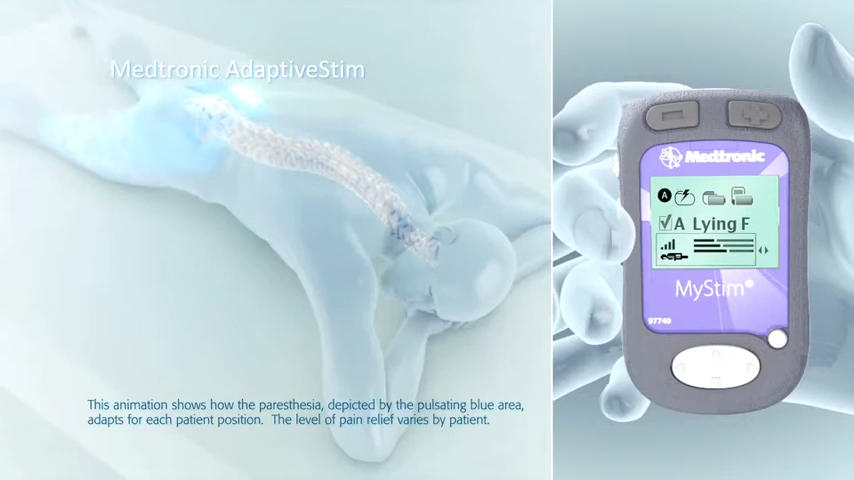 Medtronic AdaptiveStim
This animation shows how the paresthesia, depicted by the pulsating blue area,
adapts for each patient position. The level of pain relief varies by patient.
Medtronic
A
A Lying F
MyStim®
97740